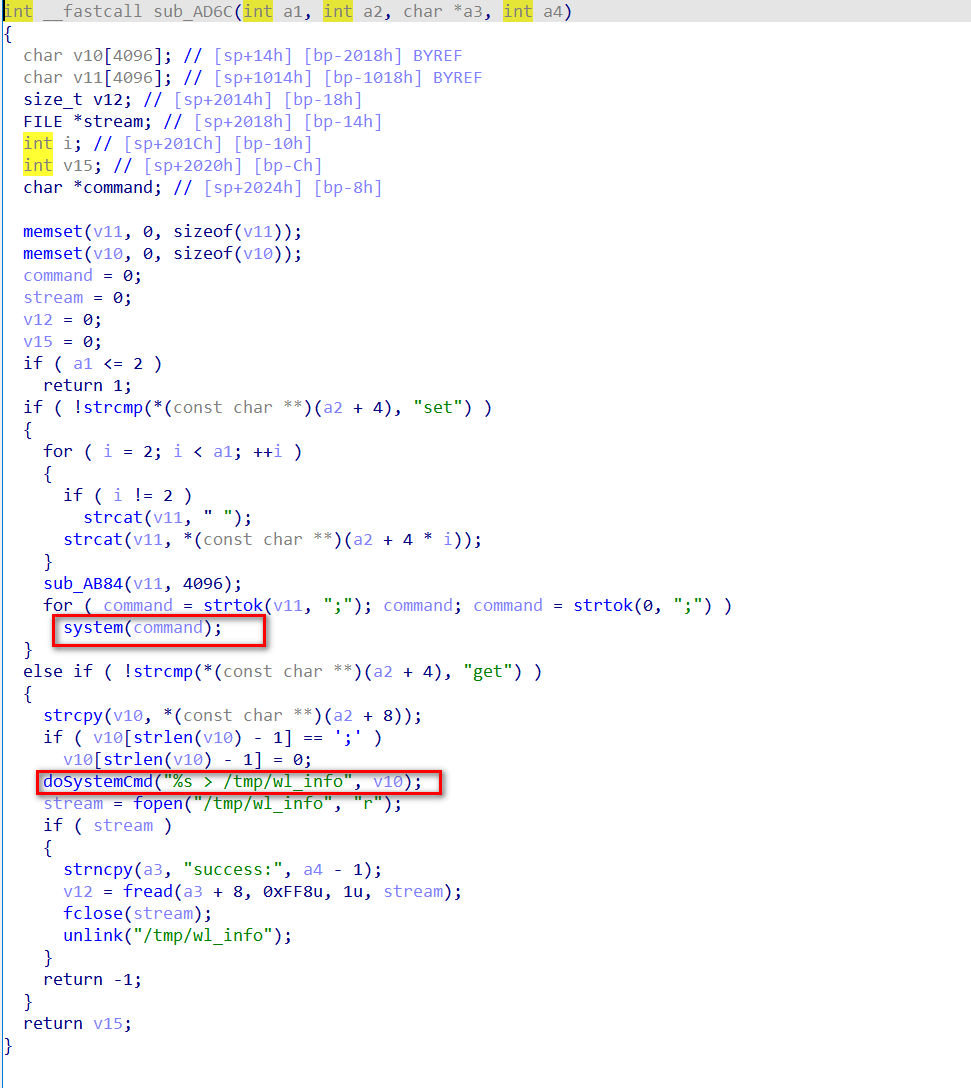 int __fastcall sub_AD6C(int a1, int a2, char *a3, int a4)
{
  char v10[4096]; // [sp+14h] [bp-2018h] BYREF
  char v11[4096]; // [sp+1014h] [bp-1018h] BYREF
  size_t v12; // [sp+2014h] [bp-18h]
  FILE *stream; // [sp+2018h] [bp-14h]
  int i; // [sp+201Ch] [bp-10h]
  int v15; // [sp+2020h] [bp-Ch]
  char *command; // [sp+2024h] [bp-8h]

  memset(v11, 0, sizeof(v11));
  memset(v10, 0, sizeof(v10));
  command = 0;
  stream = 0;
  v12 = 0;
  v15 = 0;
  if ( a1 <= 2 )
    return 1;
  if ( !strcmp(*(const char **)(a2 + 4), "set") )
  {
    for ( i = 2; i < a1; ++i )
    {
      if ( i != 2 )
        strcat(v11, " ");
      strcat(v11, *(const char **)(a2 + 4 * i));
    }
    sub_AB84(v11, 4096);
    for ( command = strtok(v11, ";"); command; command = strtok(0, ";") )
      system(command);
  }
  else if ( !strcmp(*(const char **)(a2 + 4), "get") )
  {
    strcpy(v10, *(const char **)(a2 + 8));
    if ( v10[strlen(v10) - 1] == ';' )
      v10[strlen(v10) - 1] = 0;
    doSystemCmd("%s > /tmp/wl_info", v10);
    stream = fopen("/tmp/wl_info", "r");
    if ( stream )
    {
      strncpy(a3, "success:", a4 - 1);
      v12 = fread(a3 + 8, 0xFF8u, 1u, stream);
      fclose(stream);
      unlink("/tmp/wl_info");
    }
    return -1;
  }
  return v15;
}